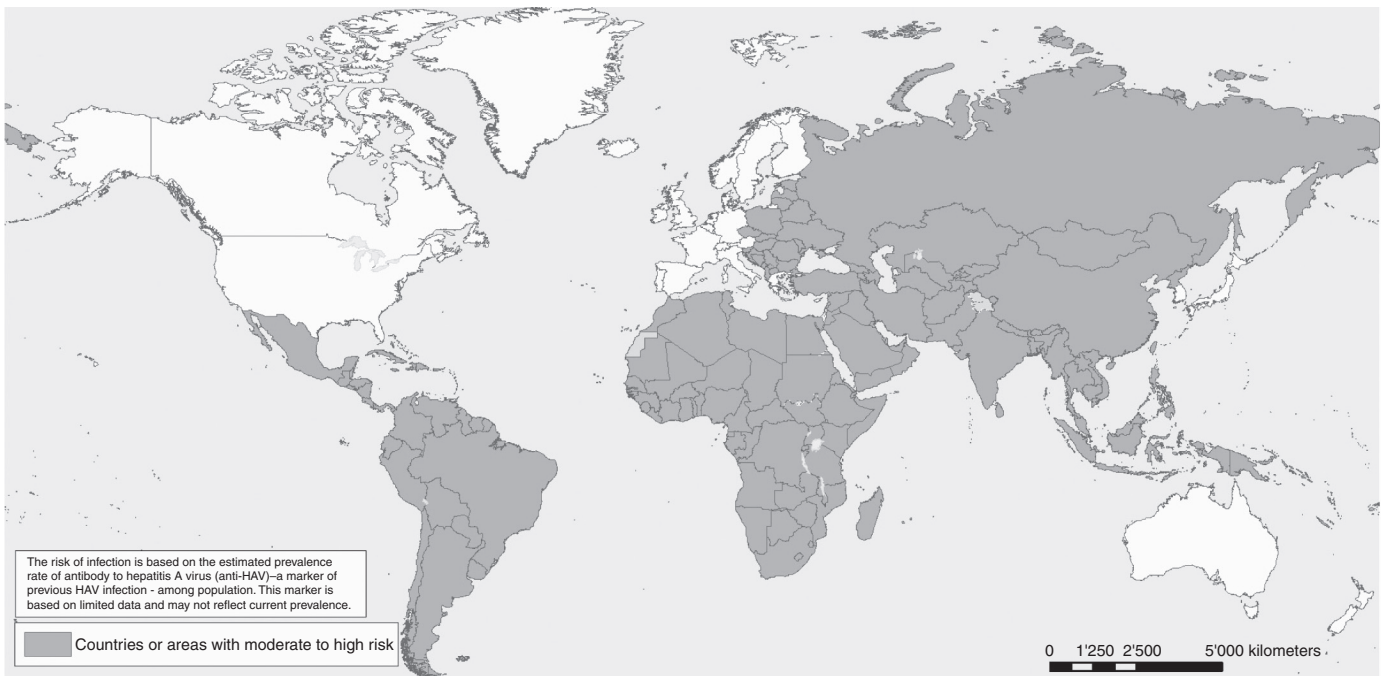 The risk of infection is based on the estimated prevalence
rate of antibody to hepatitis A virus (anti-HAV)–a marker of
previous HAV infection - among population. This marker is
based on limited data and may not reflect current prevalence.
Countries or areas with moderate to high risk
0 1'250 2'500 5'000 kilometers